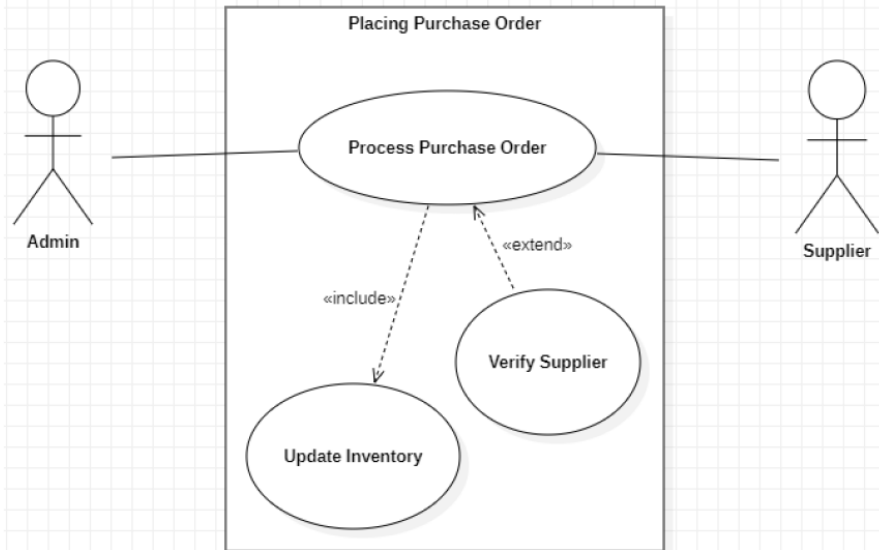 Placing Purchase Order
Process Purchase Order
Admin
Supplier
«extend»
«include»
Verify Supplier
Update Inventory